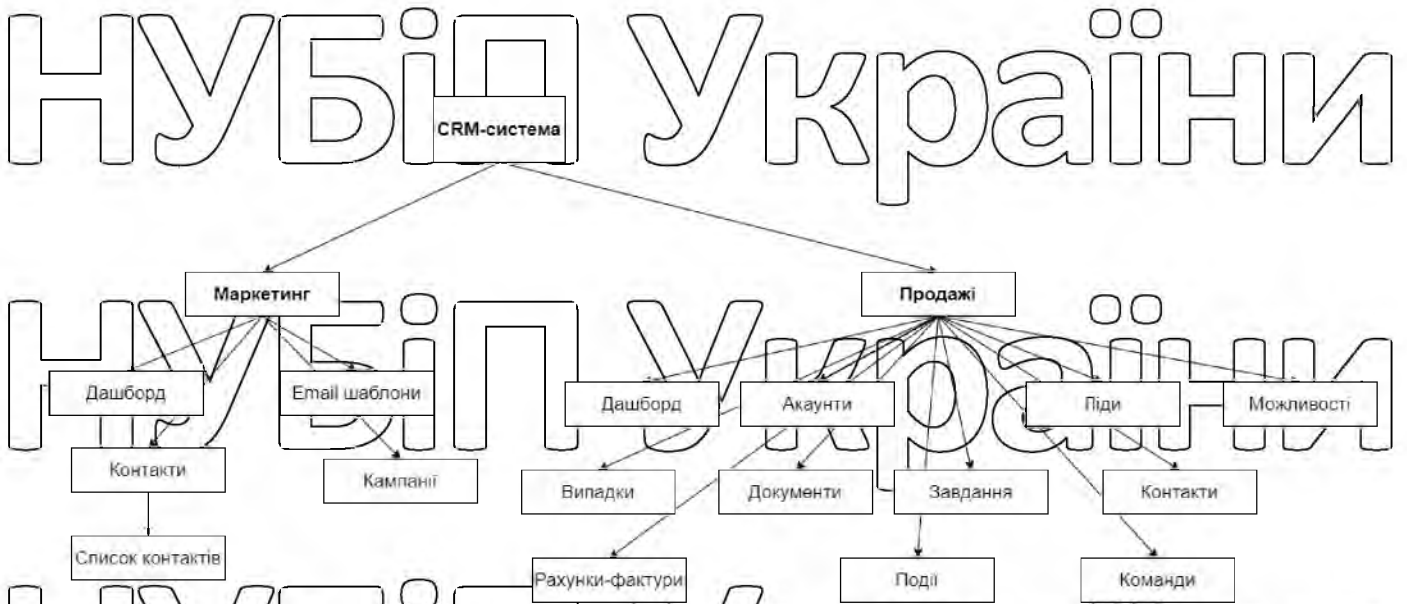 НУБіП України
CRM-система
Маркетинг
Продажі
НУБіП України
Дашборд
Email шаблони
Дашборд
Акаунти
Ліди
Можливості
Контакти
Кампанії
Випадки
Документи
Завдання
Контакти
Список контактів
Рахунки-фактури
Події
Команди